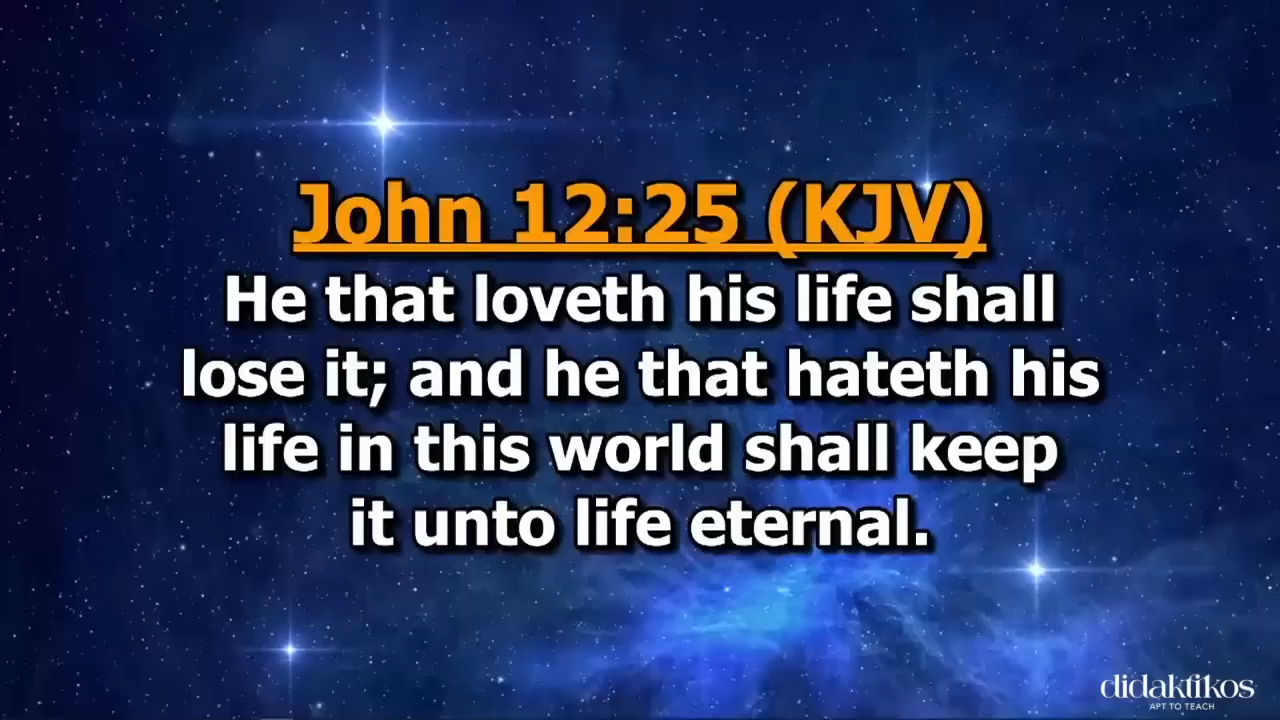 John 12:25 (KJV)
He that loveth his life shall
lose it; and he that hateth his
life in this world shall keep
it unto life eternal.
didaktikos
APT TO TEACH